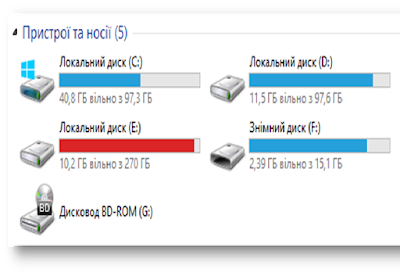 Пристрої та носії (5)
Локальний диск (C:)
40,8 ГБ вільно з 97,3 ГБ
Локальний диск (D:)
11,5 ГБ вільно з 97,6 ГБ
Локальний диск (E:)
10,2 ГБ вільно з 270 ГБ
Знімний диск (F:)
2,39 ГБ вільно з 15,1 ГБ
BD
Дисковод BD-ROM (G:)